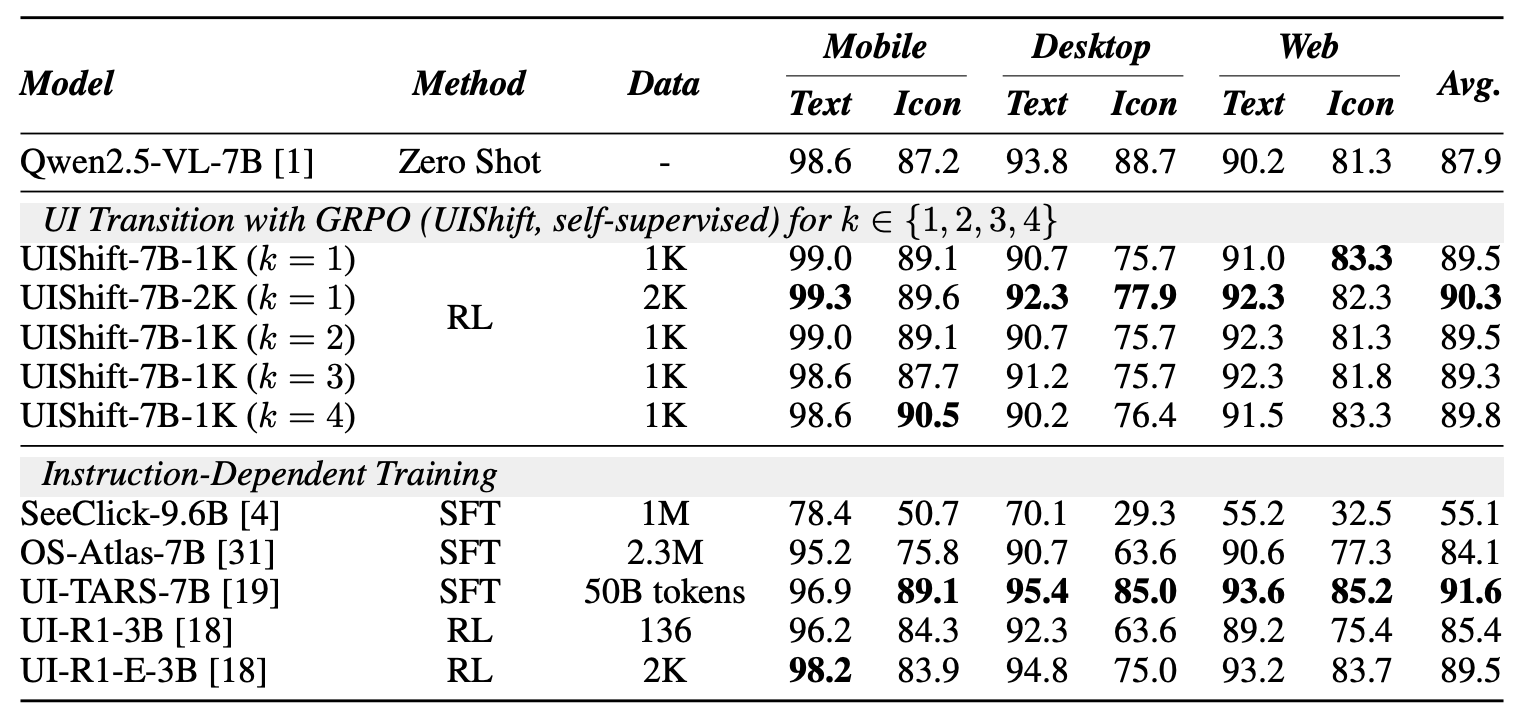 Mobile Desktop Web
Model Method Data Avg.
Text Icon Text Icon Text Icon
Qwen2.5-VL-7B [1] Zero Shot - 98.6 87.2 93.8 88.7 90.2 81.3 87.9
UI Transition with GRPO (UIShift, self-supervised) for k ∈ {1, 2, 3, 4}
UIShift-7B-1K (k = 1) 1K 99.0 89.1 90.7 75.7 91.0 83.3 89.5
UIShift-7B-2K (k = 1) 2K 99.3 89.6 92.3 77.9 92.3 82.3 90.3
RL
UIShift-7B-1K (k = 2) 1K 99.0 89.1 90.7 75.7 92.3 81.3 89.5
UIShift-7B-1K (k = 3) 1K 98.6 87.7 91.2 75.7 92.3 81.8 89.3
UIShift-7B-1K (k = 4) 1K 98.6 90.5 90.2 76.4 91.5 83.3 89.8
Instruction-Dependent Training
SeeClick-9.6B [4] SFT 1M 78.4 50.7 70.1 29.3 55.2 32.5 55.1
OS-Atlas-7B [31] SFT 2.3M 95.2 75.8 90.7 63.6 90.6 77.3 84.1
UI-TARS-7B [19] SFT 50B tokens 96.9 89.1 95.4 85.0 93.6 85.2 91.6
UI-R1-3B [18] RL 136 96.2 84.3 92.3 63.6 89.2 75.4 85.4
UI-R1-E-3B [18] RL 2K 98.2 83.9 94.8 75.0 93.2 83.7 89.5